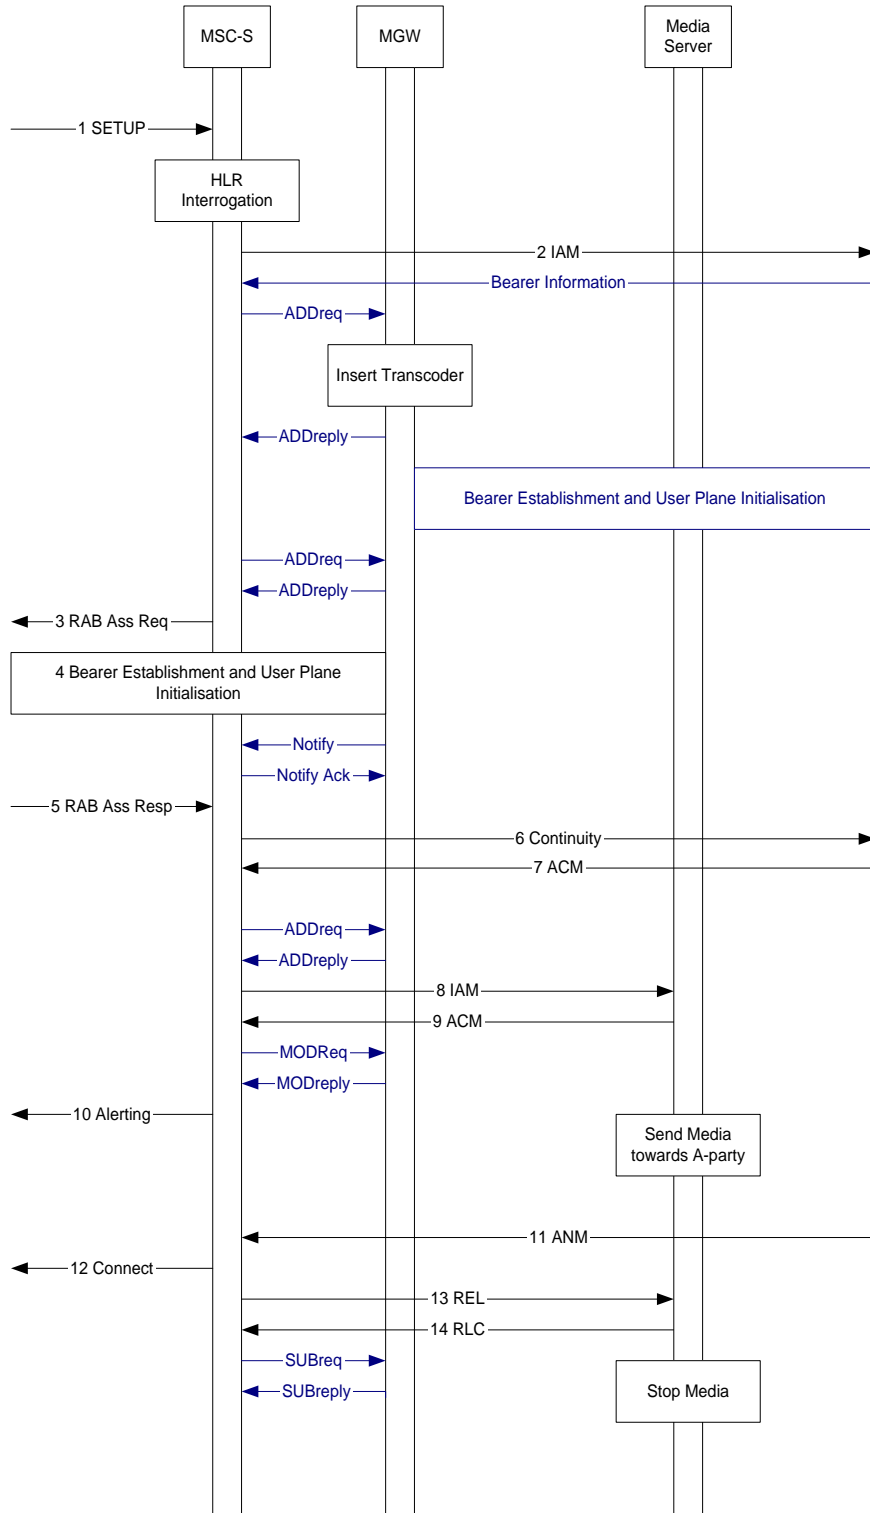 MSC-S
MGW
Media
Server
1 SETUP
HLR
Interrogation
2 IAM
Bearer Information
ADDreq
Insert Transcoder
ADDreply
Bearer Establishment and User Plane Initialisation
ADDreq
ADDreply
3 RAB Ass Req
4 Bearer Establishment and User Plane
Initialisation
Notify
Notify Ack
5 RAB Ass Resp
6 Continuity
7 ACM
ADDreq
ADDreply
8 IAM
9 ACM
MODReq
MODreply
10 Alerting
Send Media
towards A-party
11 ANM
12 Connect
13 REL
14 RLC
SUBreq
SUBreply
Stop Media